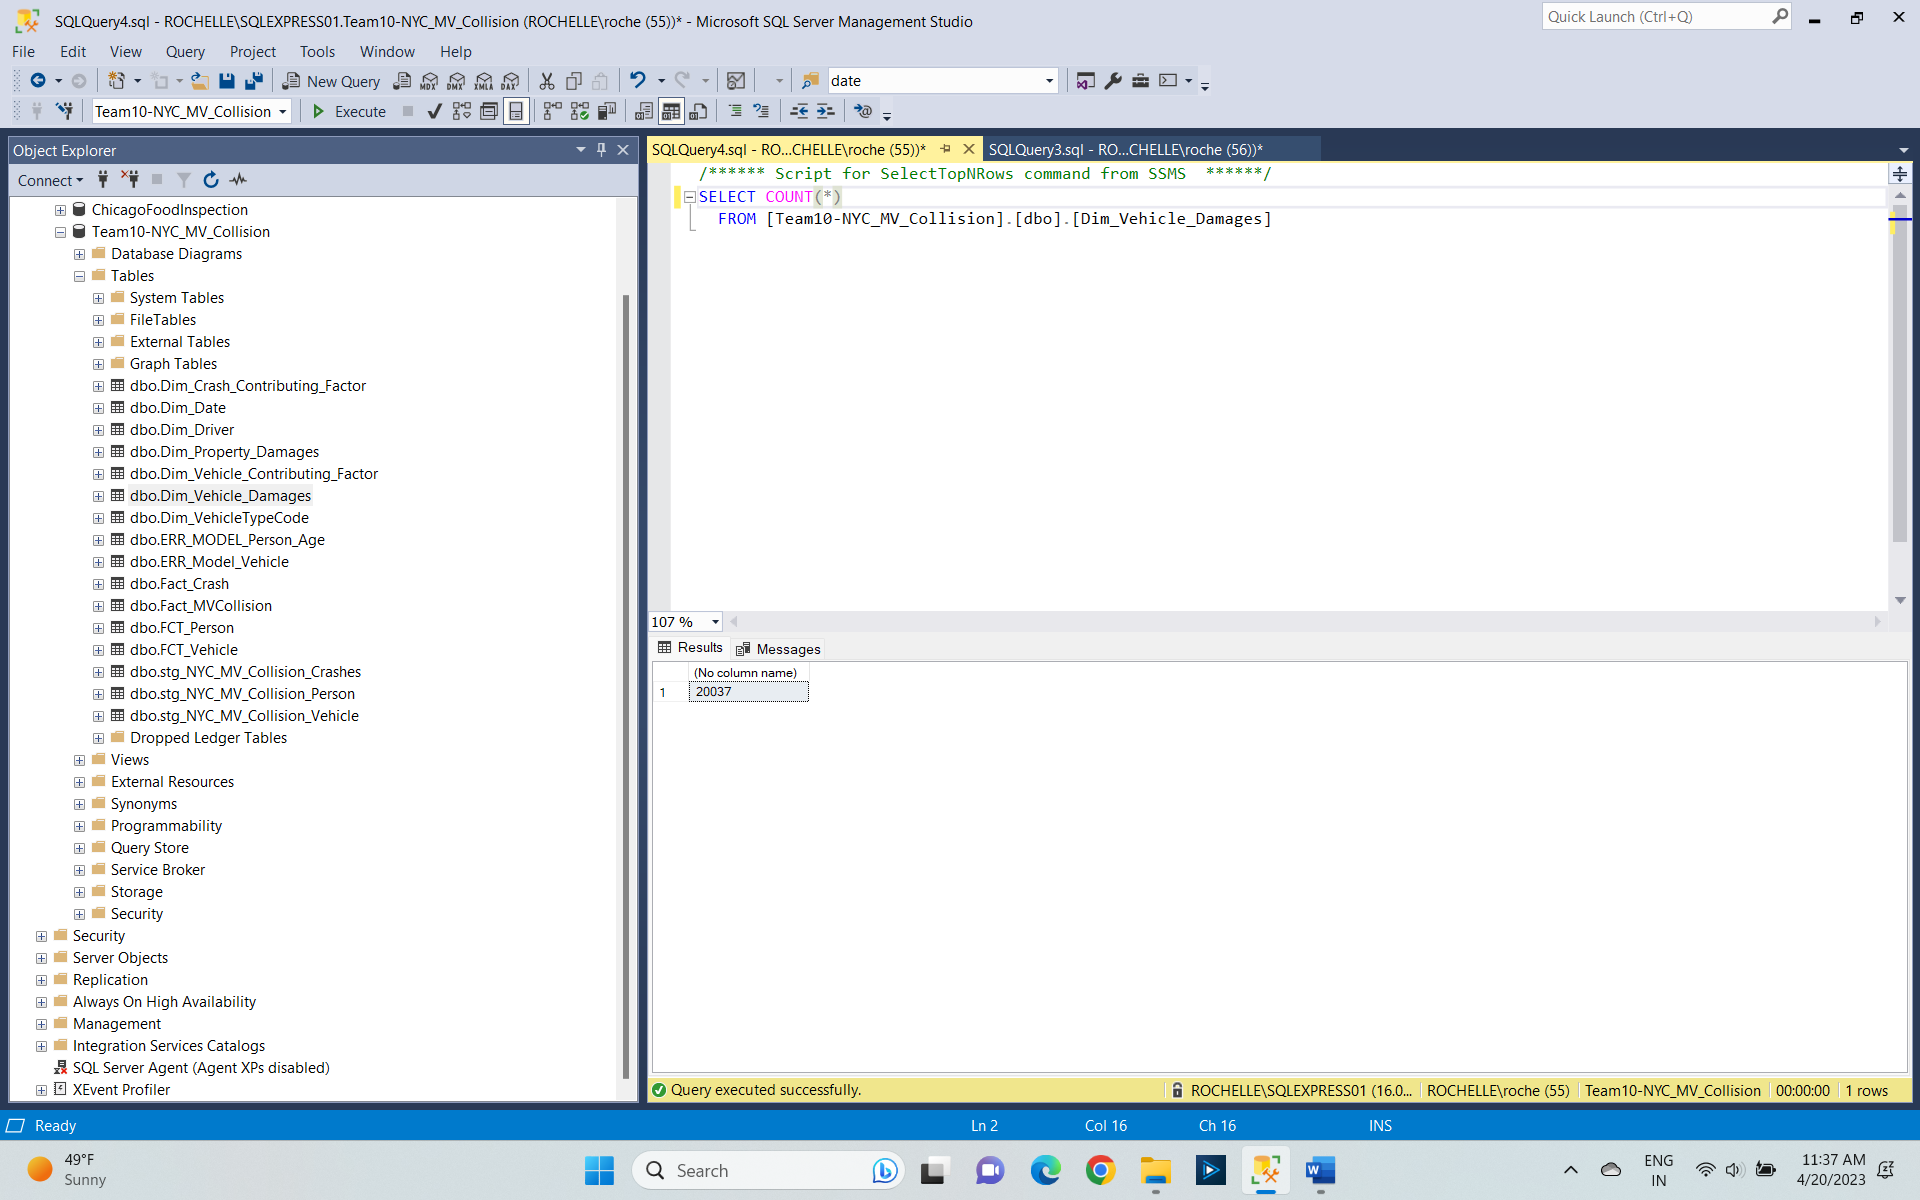 SQLQuery4.sql - ROCHELLE\SQLEXPRESS01.Team10-NYC_MV_Collision (ROCHELLE\roche (55))* - Microsoft SQL Server Management Studio
Quick Launch (Ctrl+Q)
File Edit View Query Project Tools Window Help
New Query
MDX DMX XMLA DAX
date
Team10-NYC_MV_Collision
Execute
Object Explorer
Connect
ChicagoFoodInspection
Team10-NYC_MV_Collision
Database Diagrams
Tables
System Tables
FileTables
External Tables
Graph Tables
dbo.Dim_Crash_Contributing_Factor
dbo.Dim_Date
dbo.Dim_Driver
dbo.Dim_Property_Damages
dbo.Dim_Vehicle_Contributing_Factor
dbo.Dim_Vehicle_Damages
dbo.Dim_VehicleTypeCode
dbo.ERR_MODEL_Person_Age
dbo.ERR_Model_Vehicle
dbo.Fact_Crash
dbo.Fact_MVCollision
dbo.FCT_Person
dbo.FCT_Vehicle
dbo.stg_NYC_MV_Collision_Crashes
dbo.stg_NYC_MV_Collision_Person
dbo.stg_NYC_MV_Collision_Vehicle
Dropped Ledger Tables
Views
External Resources
Synonyms
Programmability
Query Store
Service Broker
Storage
Security
Security
Server Objects
Replication
Always On High Availability
Management
Integration Services Catalogs
SQL Server Agent (Agent XPs disabled)
XEvent Profiler
SQLQuery4.sql - RO...CHELLE\roche (55))*
SQLQuery3.sql - RO...CHELLE\roche (56))*
/****** Script for SelectTopNRows command from SSMS  ******/
SELECT COUNT(*)
FROM [Team10-NYC_MV_Collision].[dbo].[Dim_Vehicle_Damages]
107 %
Results Messages
(No column name)
1 20037
Query executed successfully.
ROCHELLE\SQLEXPRESS01 (16.0... ROCHELLE\roche (55) Team10-NYC_MV_Collision 00:00:00 1 rows
Ready Ln 2 Col 16 Ch 16 INS
49°F
Sunny
Search
ENG
IN
11:37 AM
4/20/2023